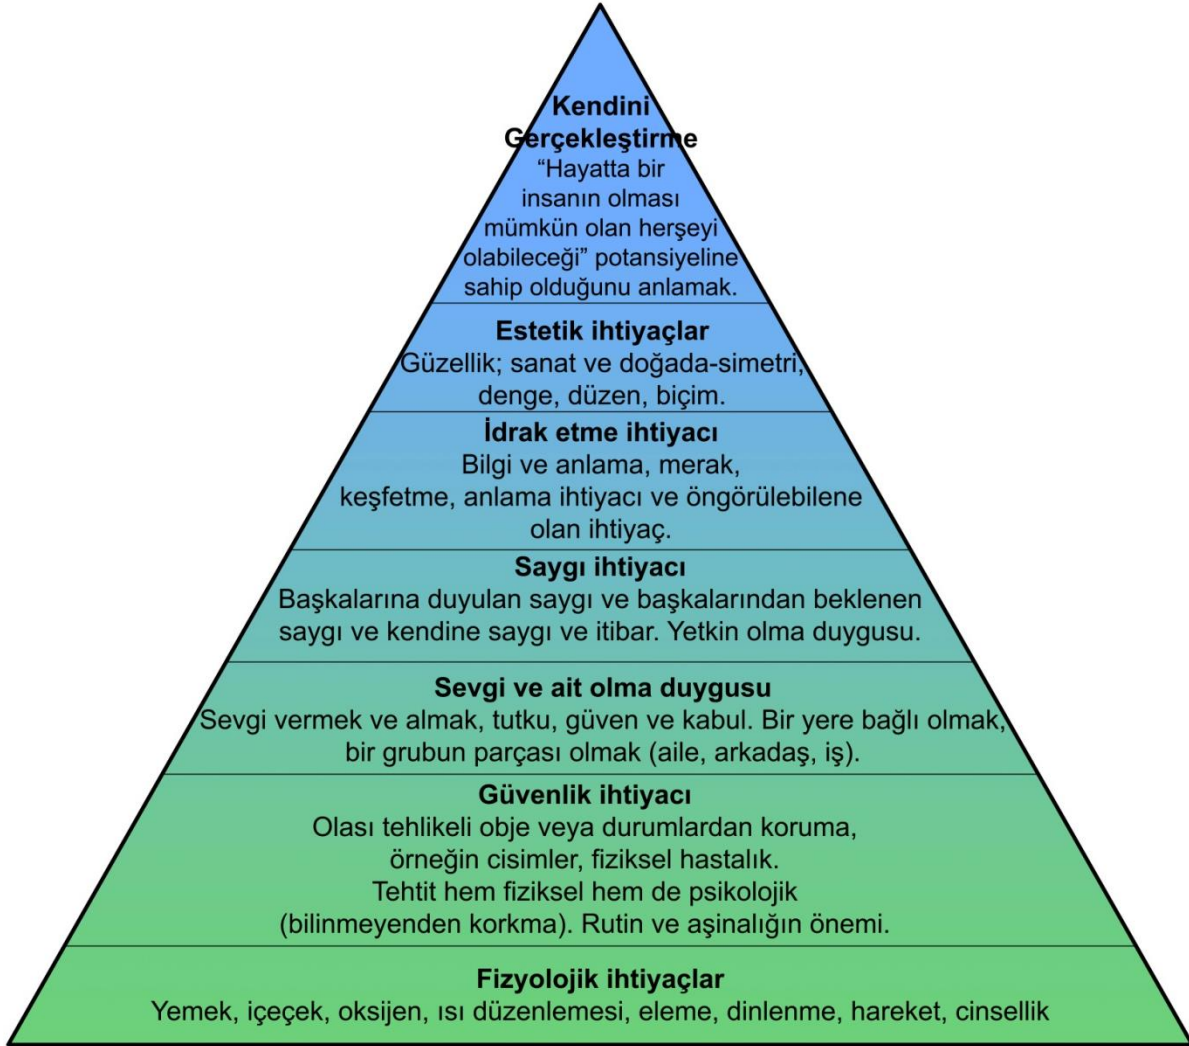 Kendini
Gerçekleştirme
“Hayatta bir
insanın olması
mümkün olan herşeyi
olabileceği” potansiyeline
sahip olduğunu anlamak.
Estetik ihtiyaçlar
Güzellik; sanat ve doğada-simetri,
denge, düzen, biçim.
İdrak etme ihtiyacı
Bilgi ve anlama, merak,
keşfetme, anlama ihtiyacı ve öngörülebilene
olan ihtiyaç.
Saygı ihtiyacı
Başkalarına duyulan saygı ve başkalarından beklenen
saygı ve kendine saygı ve itibar. Yetkin olma duygusu.
Sevgi ve ait olma duygusu
Sevgi vermek ve almak, tutku, güven ve kabul. Bir yere bağlı olmak,
bir grubun parçası olmak (aile, arkadaş, iş).
Güvenlik ihtiyacı
Olası tehlikeli obje veya durumlardan koruma,
örneğin cisimler, fiziksel hastalık.
Tehtit hem fiziksel hem de psikolojik
(bilinmeyenden korkma). Rutin ve aşinalığın önemi.
Fizyolojik ihtiyaçlar
Yemek, içeçek, oksijen, ısı düzenlemesi, eleme, dinlenme, hareket, cinsellik